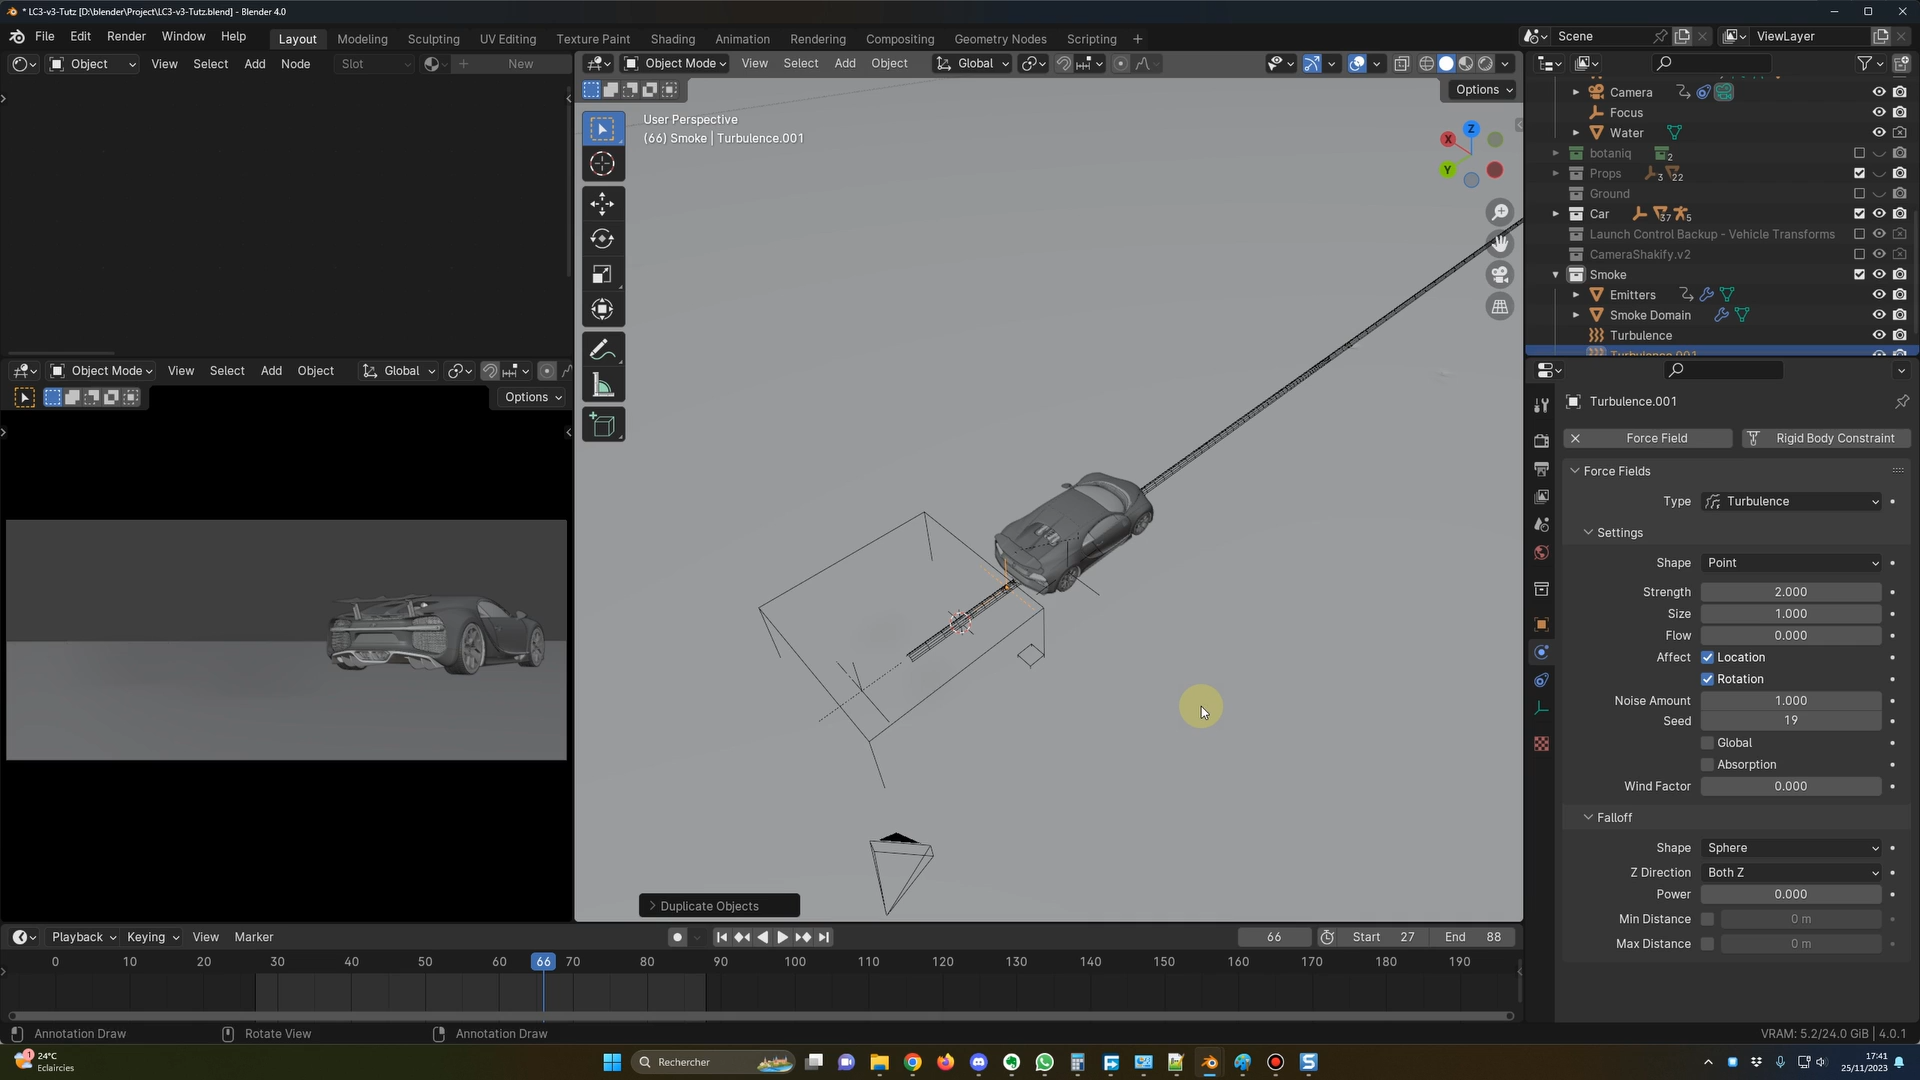 * LC3-v3-Tutz [D:\blender\Project\LC3-v3-Tutz.blend] - Blender 4.0
File Edit Render Window Help Layout Modeling Sculpting UV Editing Texture Paint Shading Animation Rendering Compositing Geometry Nodes Scripting + Scene ViewLayer
Object View Select Add Node Slot New
Object Mode View Select Add Object Global
Options
User Perspective
(66) Smoke | Turbulence.001
X Z Y
Camera
Focus
Water
botaniq 2
Props 3 22
Ground
Car 37 5
Launch Control Backup - Vehicle Transforms
CameraShakify.v2
Smoke
Emitters
Smoke Domain
Turbulence
Turbulence.001
Object Mode View Select Add Object Global
Options
Turbulence.001
Force Field Rigid Body Constraint
Force Fields
Type Turbulence
Settings
Shape Point
Strength 2.000
Size 1.000
Flow 0.000
Affect Location
Rotation
Noise Amount 1.000
Seed 19
Global
Absorption
Wind Factor 0.000
Falloff
Shape Sphere
Z Direction Both Z
Power 0.000
Min Distance 0 m
Max Distance 0 m
Duplicate Objects
Playback Keying View Marker 66 Start 27 End 88
0 10 20 30 40 50 60 66 70 80 90 100 110 120 130 140 150 160 170 180 190
Annotation Draw Rotate View Annotation Draw VRAM: 5.2/24.0 GiB | 4.0.1
1 24°C
Eclaircies
Rechercher
17:41
25/11/2023